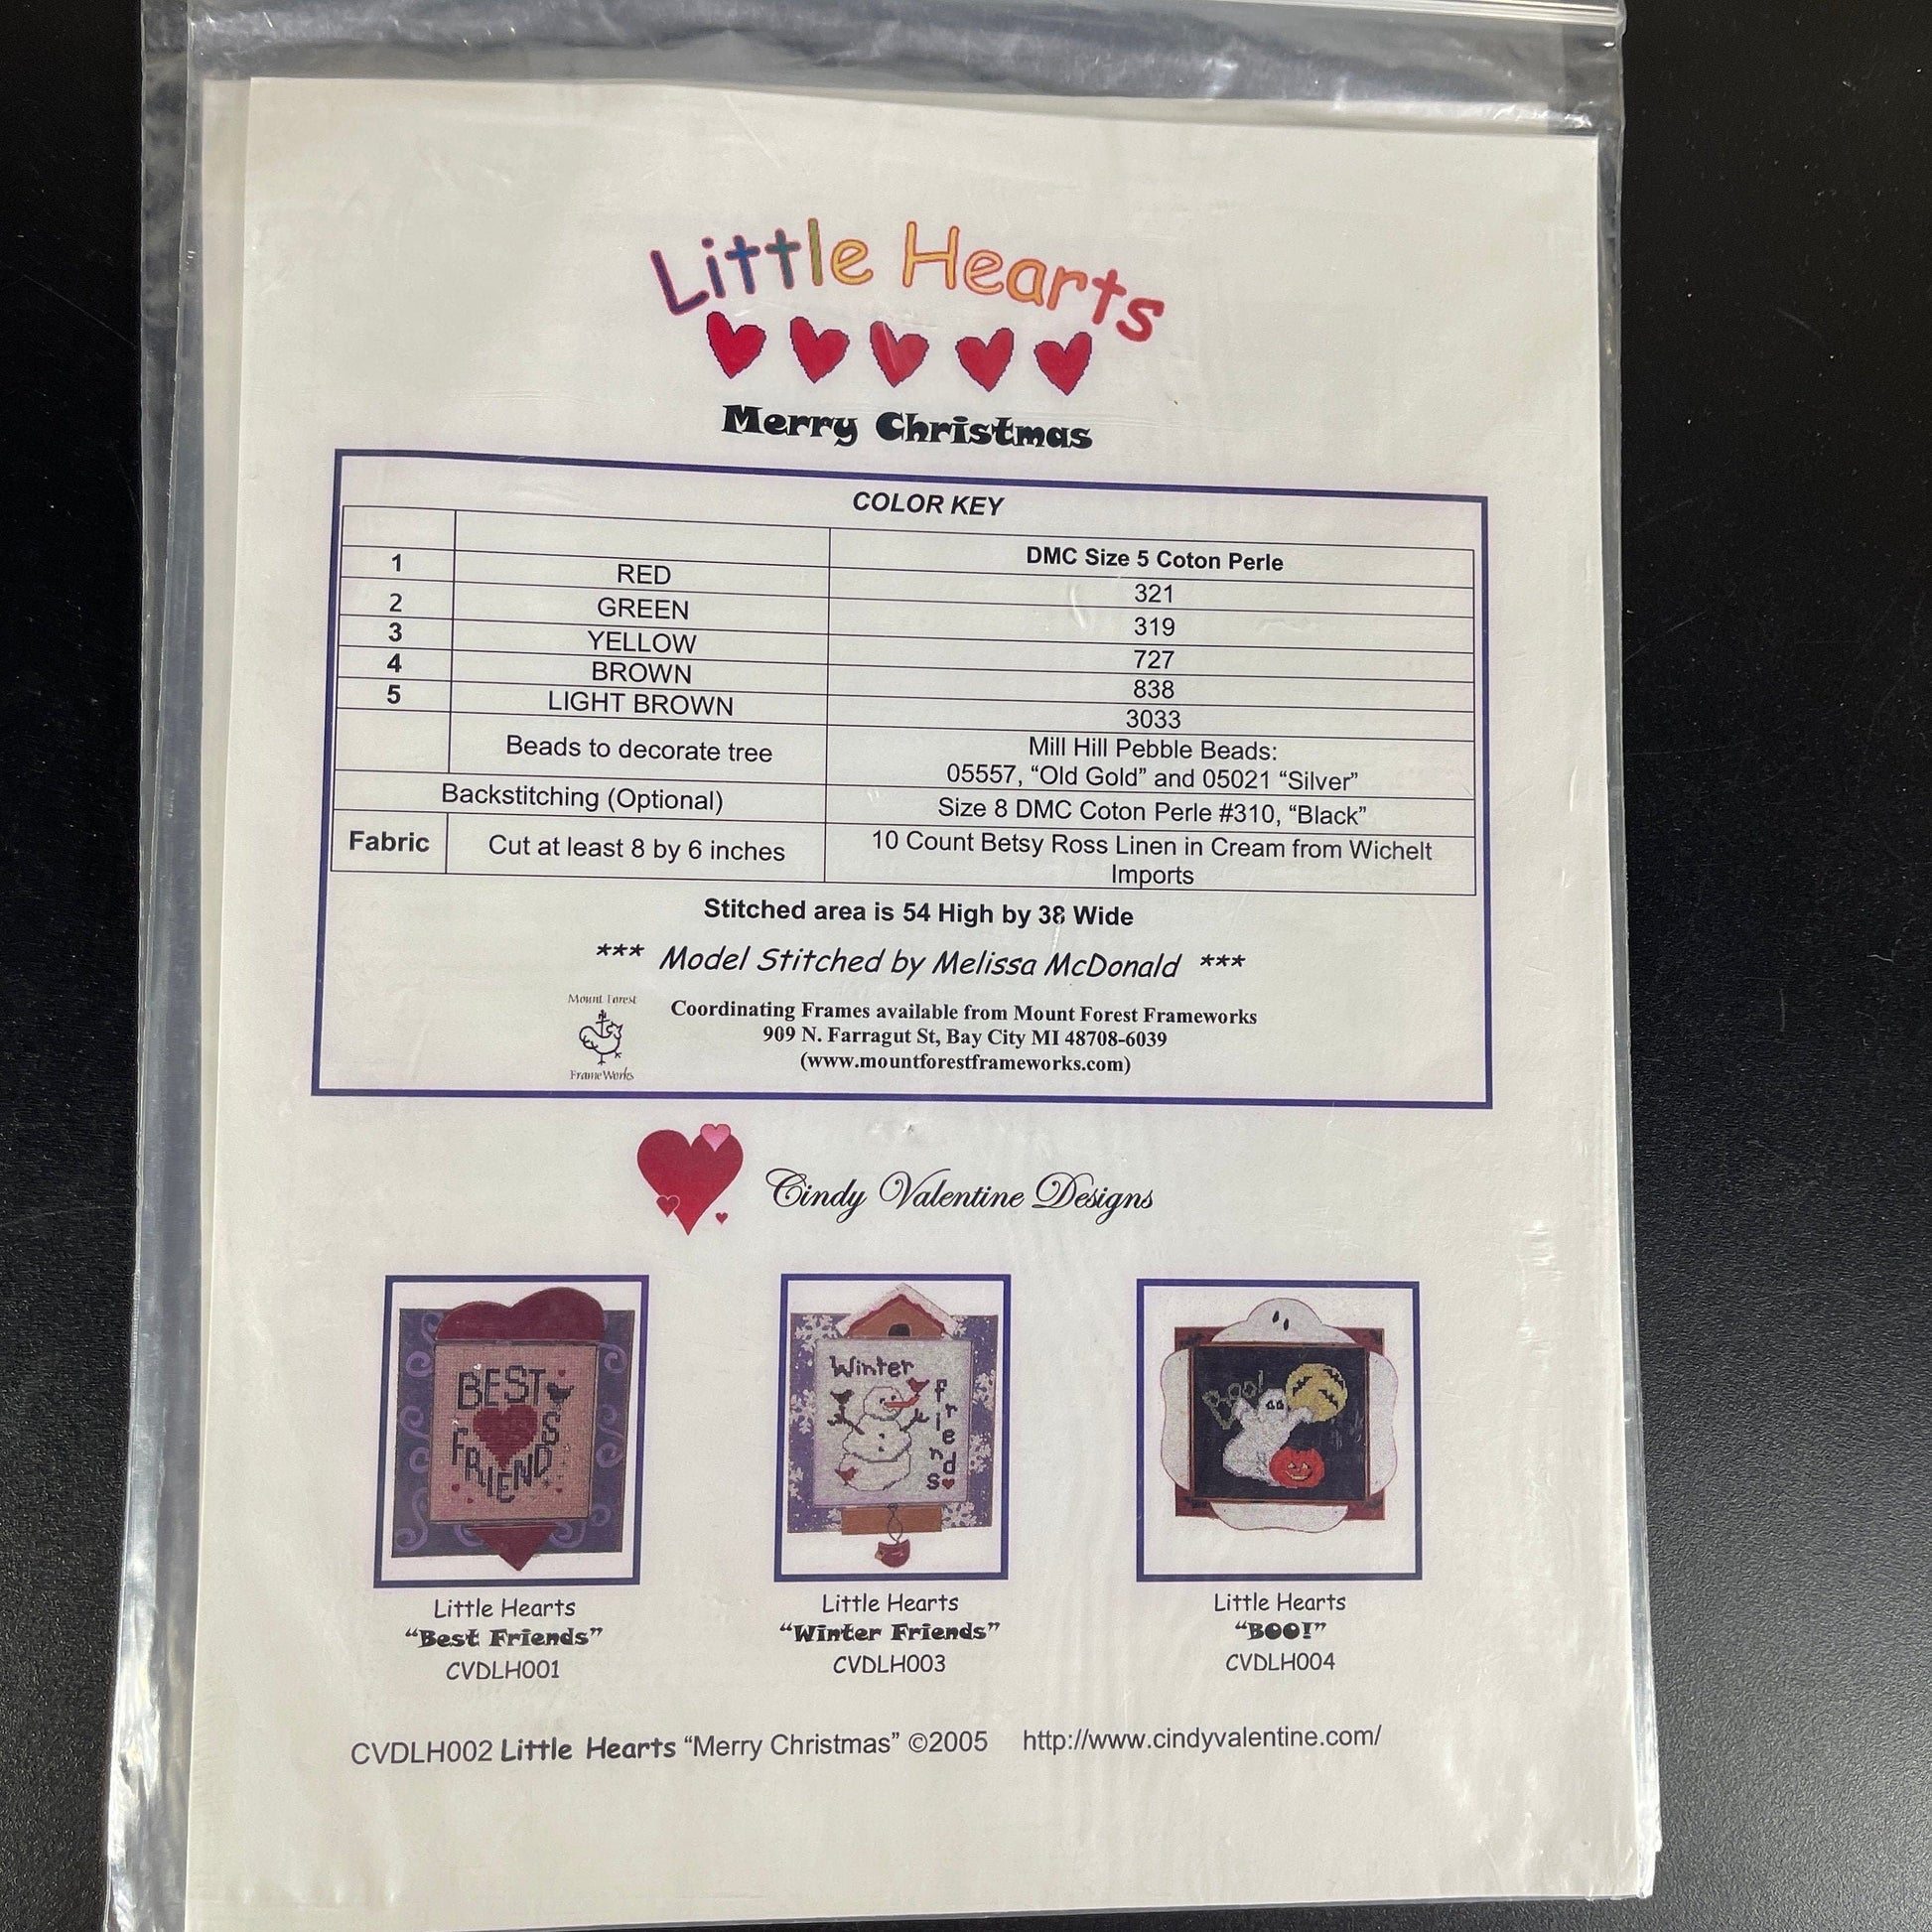 Little Hearts
Merry Christmas
COLOR KEY
DMC Size 5 Coton Perle
1 RED 321
2 GREEN 319
3 YELLOW 727
4 BROWN 838
5 LIGHT BROWN 3033
Beads to decorate tree
Mill Hill Pebble Beads:
05557, “Old Gold” and 05021 “Silver”
Backstitching (Optional) Size 8 DMC Coton Perle #310, “Black”
Fabric Cut at least 8 by 6 inches
10 Count Betsy Ross Linen in Cream from Wichelt
Imports
Stitched area is 54 High by 38 Wide
*** Model Stitched by Melissa McDonald ***
Mount Forest
FrameWorks
Coordinating Frames available from Mount Forest Frameworks
909 N. Farragut St, Bay City MI 48708-6039
(www.mountforestframeworks.com)
Cindy Valentine Designs
BEST
FRIENDS
Winter
friends
Boo!
Little Hearts
“Best Friends”
CVDLH001
Little Hearts
“Winter Friends”
CVDLH003
Little Hearts
“BOO!”
CVDLH004
CVDLH002 Little Hearts “Merry Christmas” ©2005 http://www.cindyvalentine.com/